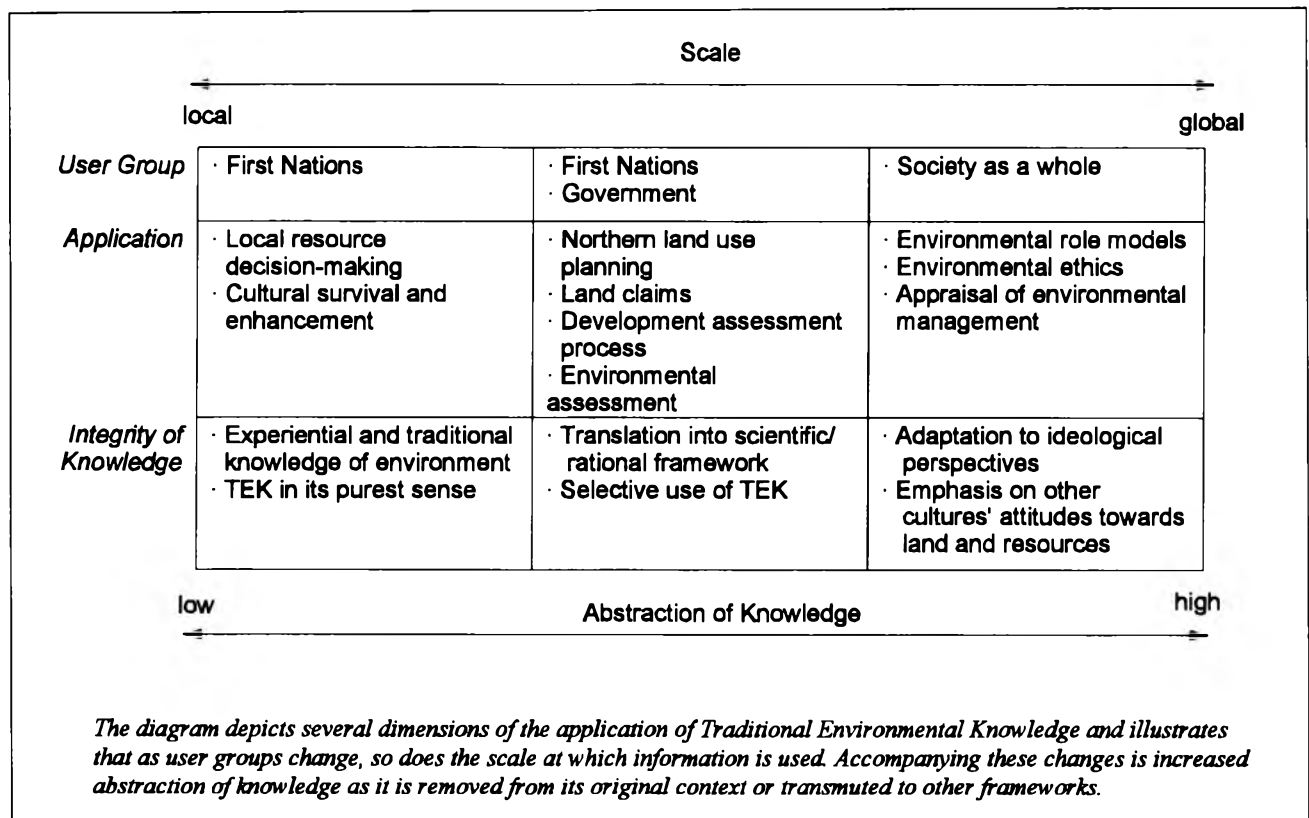 Scale
local
global
User Group
· First Nations
· First Nations
· Government
· Society as a whole
Application
· Local resource
decision-making
· Cultural survival and
enhancement
· Northern land use
planning
· Land claims
· Development assessment
process
· Environmental
assessment
· Environmental role models
· Environmental ethics
· Appraisal of environmental
management
Integrity of
Knowledge
· Experiential and traditional
knowledge of environment
· TEK in its purest sense
· Translation into scientific/
rational framework
· Selective use of TEK
· Adaptation to ideological
perspectives
· Emphasis on other
cultures' attitudes towards
land and resources
low
Abstraction of Knowledge
high
The diagram depicts several dimensions of the application of Traditional Environmental Knowledge and illustrates
that as user groups change, so does the scale at which information is used. Accompanying these changes is increased
abstraction of knowledge as it is removed from its original context or transmuted to other frameworks.